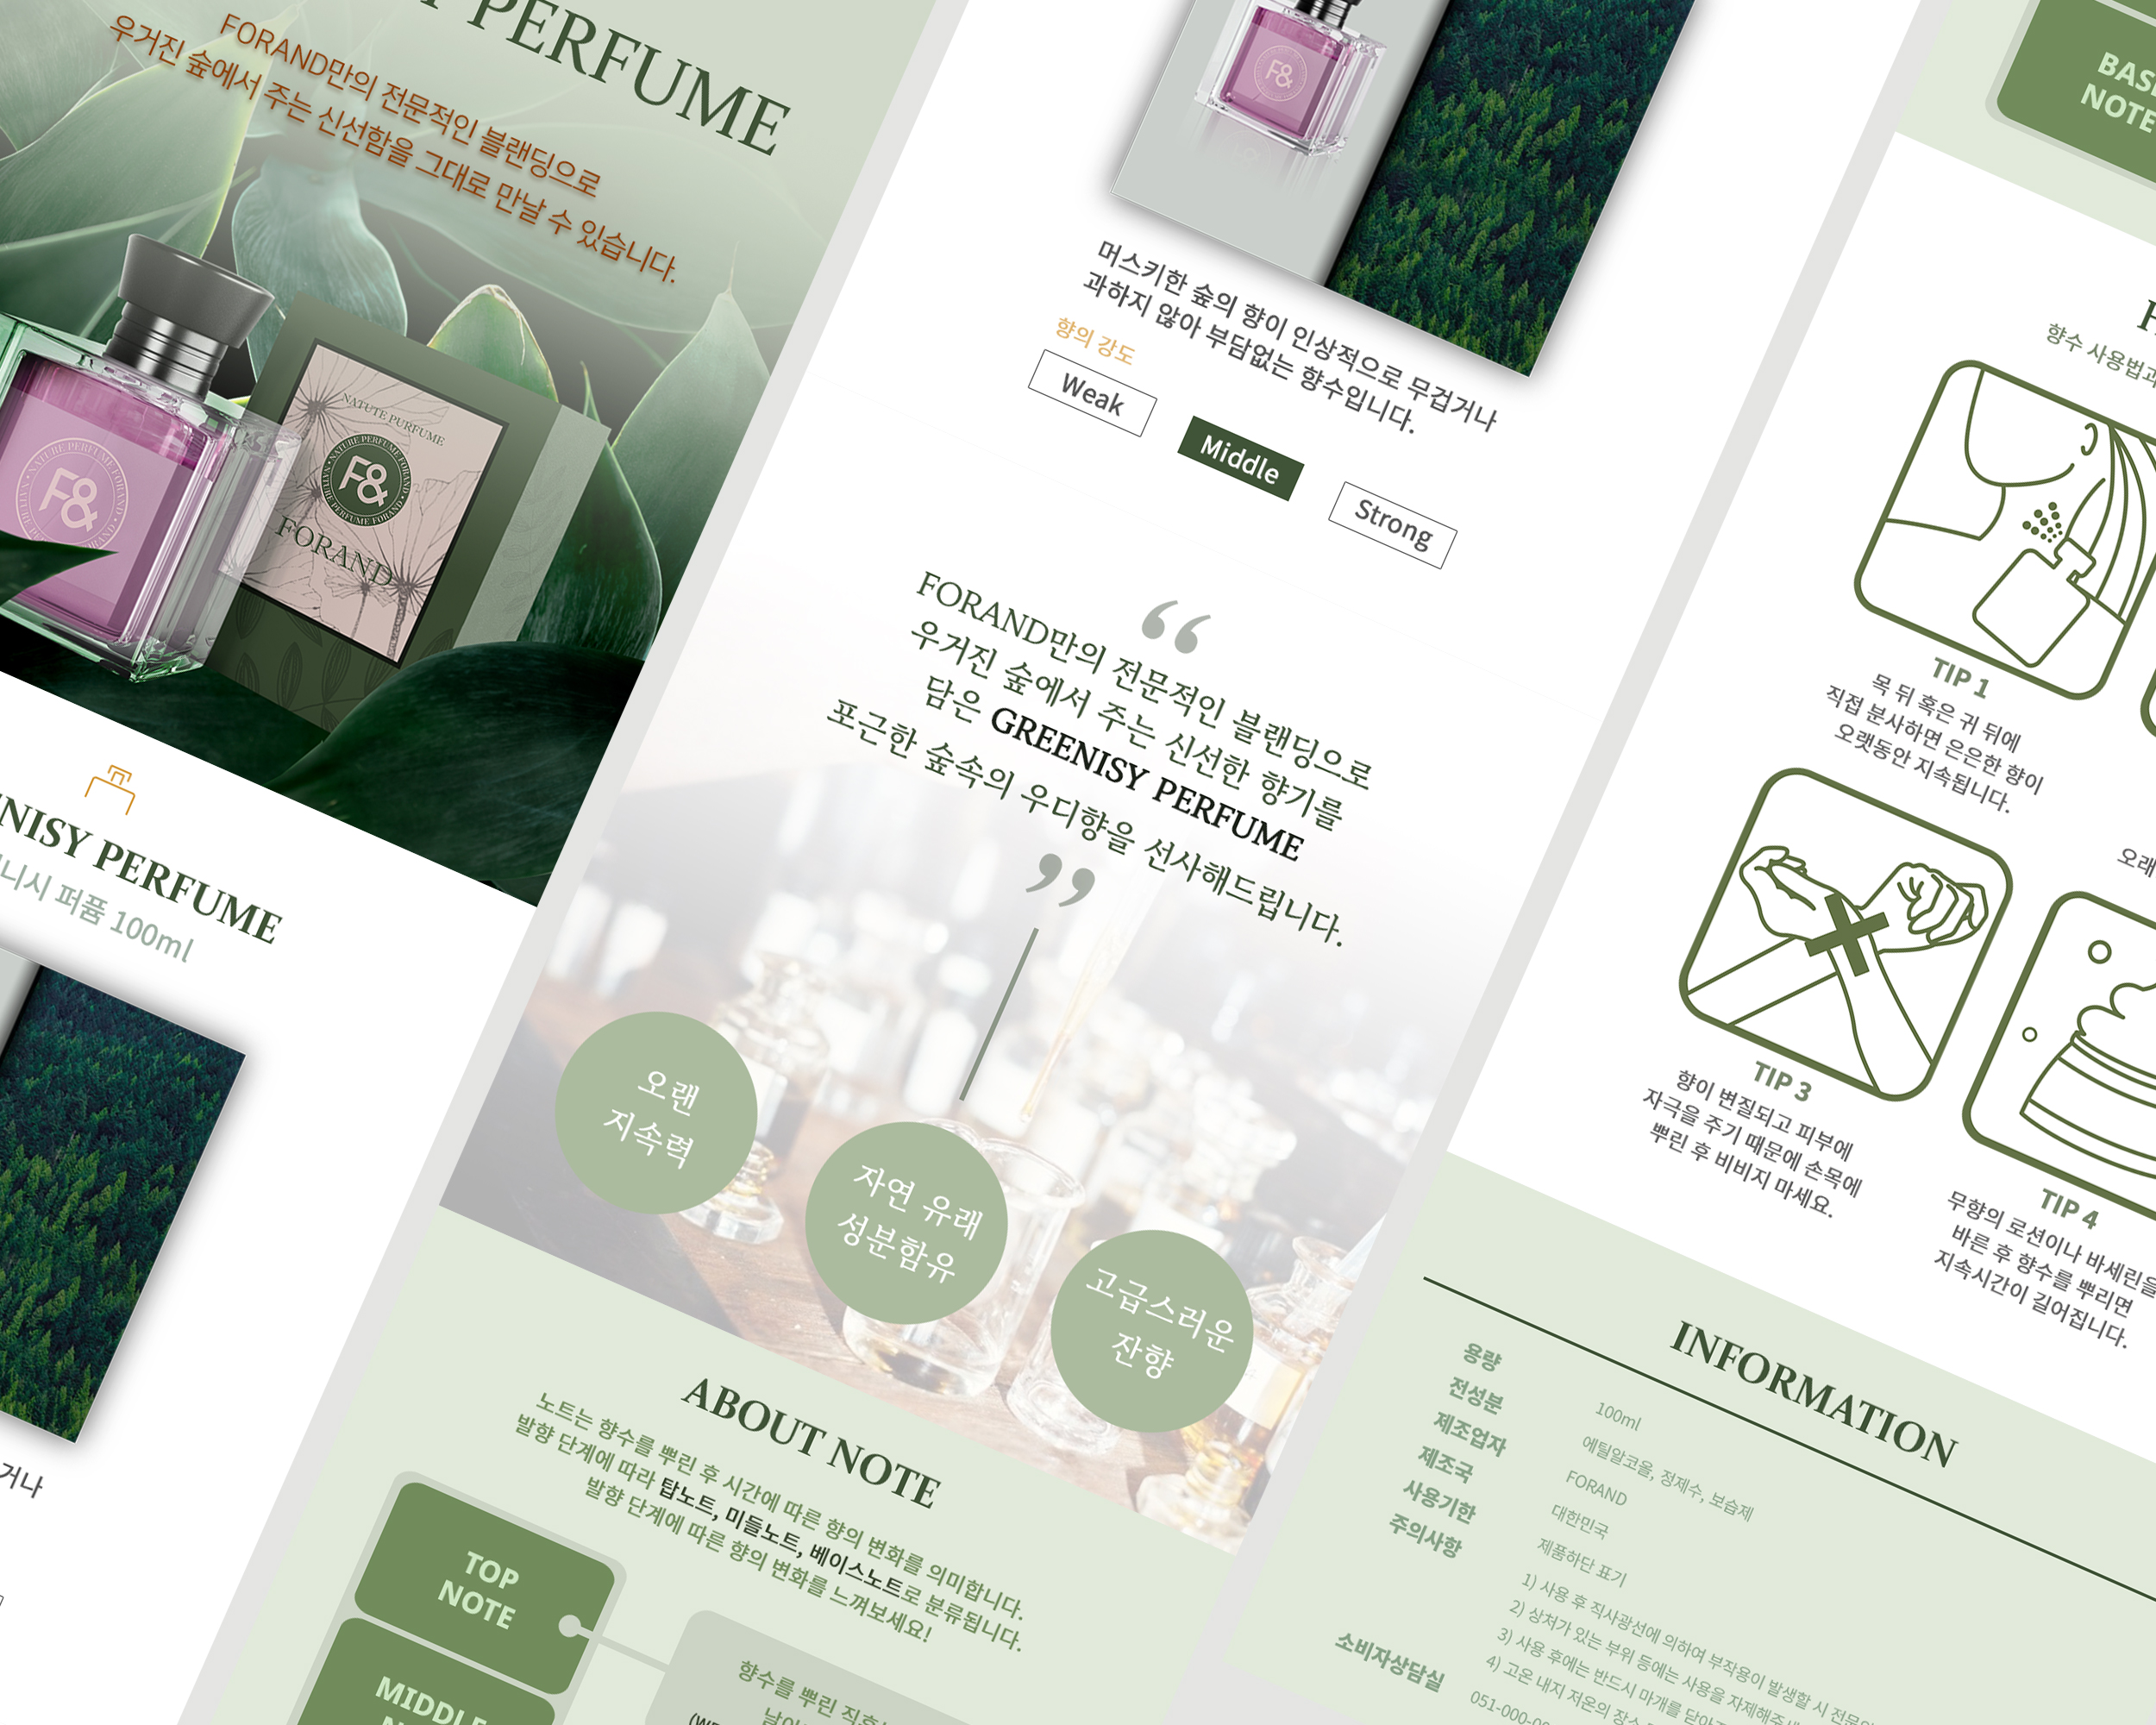 PERFUME
FORAND만의 전문적인 블랜딩으로
우거진 숲에서 주는 신선함을 그대로 만날 수 있습니다.
NATUTE PURFUME
NATURE PERFUME FORAND • NATURE PERFUME FORAND •
F&
FORAND
NATURE PERFUME FORAND
F&
NISY PERFUME
니시 퍼퓸 100ml
거나
F&
머스키한 숲의 향이 인상적으로 무겁거나
과하지 않아 부담없는 향수입니다.
향의 강도
Weak
Middle
Strong
“
FORAND만의 전문적인 블랜딩으로
우거진 숲에서 주는 신선한 향기를
담은 GREENISY PERFUME
포근한 숲속의 우디향을 선사해드립니다.
”
오랜
지속력
자연 유래
성분함유
고급스러운
잔향
ABOUT NOTE
노트는 향수를 뿌린 후 시간에 따른 향의 변화를 의미합니다.
발향 단계에 따라 탑노트, 미들노트, 베이스노트로 분류됩니다.
발향 단계에 따른 향의 변화를 느껴보세요!
TOP
NOTE
MIDDLE
향수를 뿌린 직후
BASE
NOTE
향수 사용법과
TIP 1
목 뒤 혹은 귀 뒤에
직접 분사하면 은은한 향이
오랫동안 지속됩니다.
오래
TIP 3
향이 변질되고 피부에
자극을 주기 때문에 손목에
뿌린 후 비비지 마세요.
TIP 4
무향의 로션이나 바세린을
바른 후 향수를 뿌리면
지속시간이 길어집니다.
INFORMATION
용량 100ml
전성분 에틸알코올, 정제수, 보습제
제조업자 FORAND
제조국 대한민국
사용기한 제품하단 표기
주의사항 1) 사용 후 직사광선에 의하여 부작용이 발생할 시 전문의
2) 상처가 있는 부위 등에는 사용을 자제해주세
3) 사용 후에는 반드시 마개를 닫아
4) 고온 내지 저온의 장소
소비자상담실 051-000-00